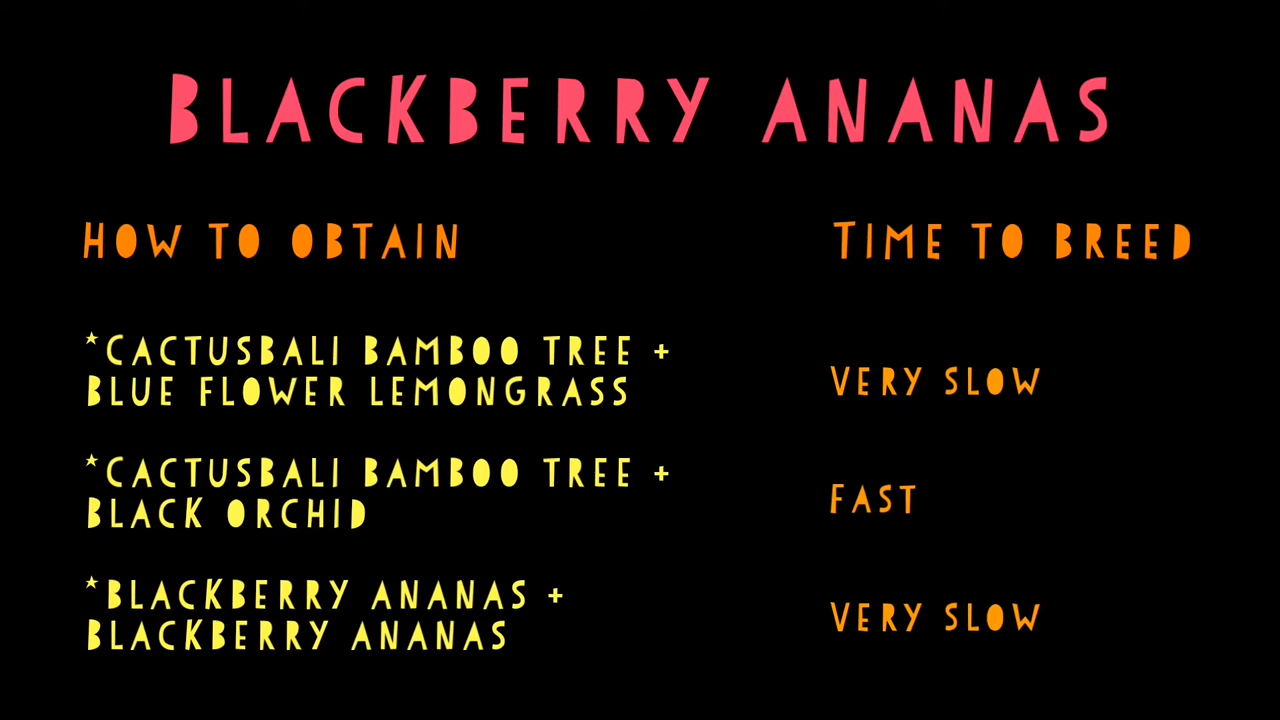 BLACKBERRY ANANAS
HOW TO OBTAIN
TIME TO BREED
*CACTUSBALI BAMBOO TREE +
BLUE FLOWER LEMONGRASS
VERY SLOW
*CACTUSBALI BAMBOO TREE +
BLACK ORCHID
FAST
*BLACKBERRY ANANAS +
BLACKBERRY ANANAS
VERY SLOW